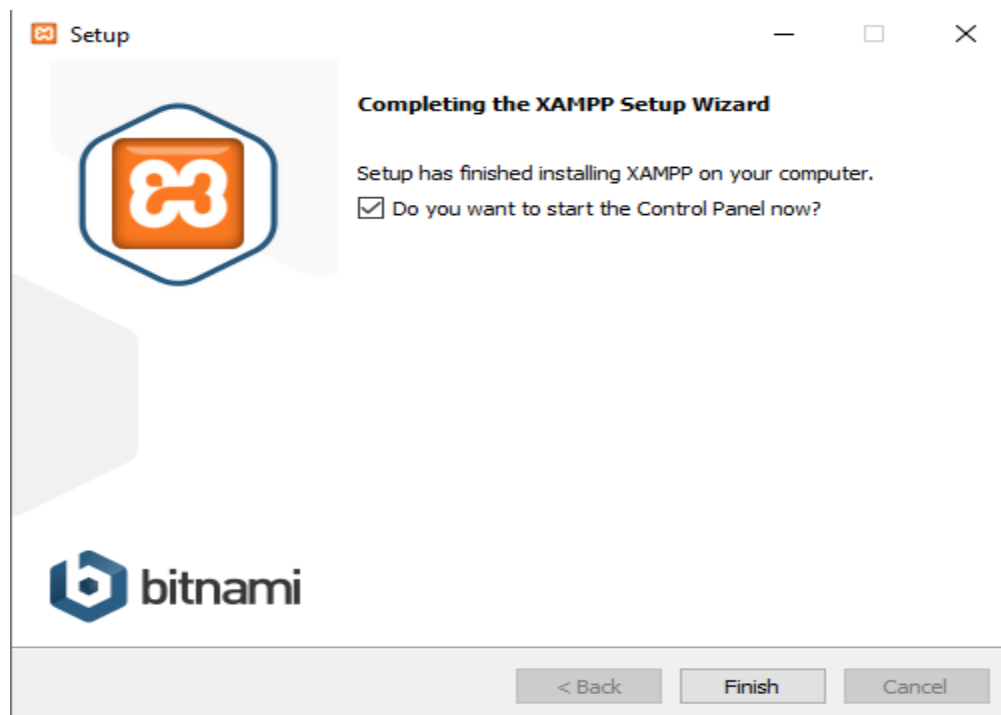 Setup
Completing the XAMPP Setup Wizard
Setup has finished installing XAMPP on your computer.
Do you want to start the Control Panel now?
bitnami
< Back
Finish
Cancel